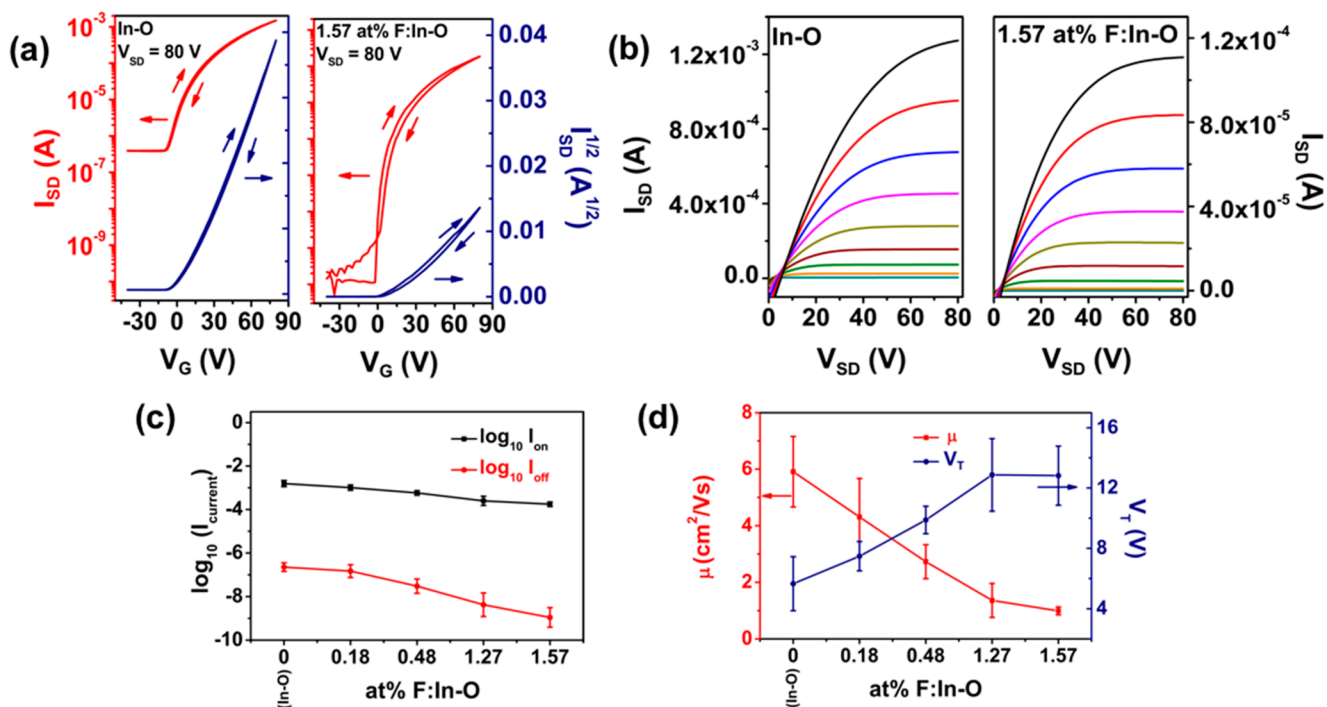 (a)
In-O
V_SD = 80 V
1.57 at% F:In-O
V_SD = 80 V
10⁻³
10⁻⁵
10⁻⁷
10⁻⁹
I_SD (A)
0.04
0.03
0.02
0.01
0.00
I_SD^1/2 (A^1/2)
-30 0 30 60 90
-30 0 30 60 90
V_G (V)
V_G (V)
(b)
In-O
1.57 at% F:In-O
1.2x10⁻³
8.0x10⁻⁴
4.0x10⁻⁴
0.0
I_SD (A)
1.2x10⁻⁴
8.0x10⁻⁵
4.0x10⁻⁵
0.0
I_SD (A)
0 20 40 60 80
0 20 40 60 80
V_SD (V)
V_SD (V)
(c)
0
-2
-4
-6
-8
-10
log₁₀ (I_current)
log₁₀ I_on
log₁₀ I_off
0 0.18 0.48 1.27 1.57
(In-O)
at% F:In-O
(d)
8
6
4
2
0
μ (cm²/Vs)
μ
V_T
16
12
8
4
V_T (V)
0 0.18 0.48 1.27 1.57
(In-O)
at% F:In-O